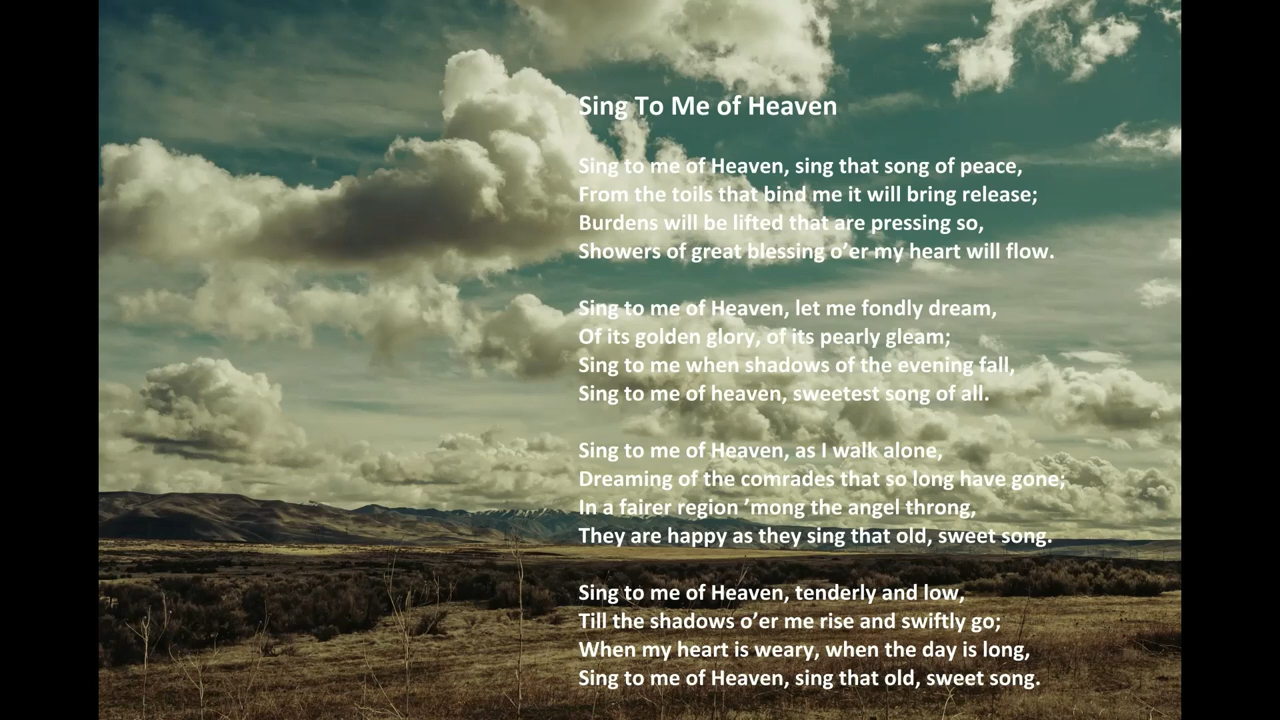 Sing To Me of Heaven
Sing to me of Heaven, sing that song of peace,
From the toils that bind me it will bring release;
Burdens will be lifted that are pressing so,
Showers of great blessing o’er my heart will flow.
Sing to me of Heaven, let me fondly dream,
Of its golden glory, of its pearly gleam;
Sing to me when shadows of the evening fall,
Sing to me of heaven, sweetest song of all.
Sing to me of Heaven, as I walk alone,
Dreaming of the comrades that so long have gone;
In a fairer region ’mong the angel throng,
They are happy as they sing that old, sweet song.
Sing to me of Heaven, tenderly and low,
Till the shadows o’er me rise and swiftly go;
When my heart is weary, when the day is long,
Sing to me of Heaven, sing that old, sweet song.